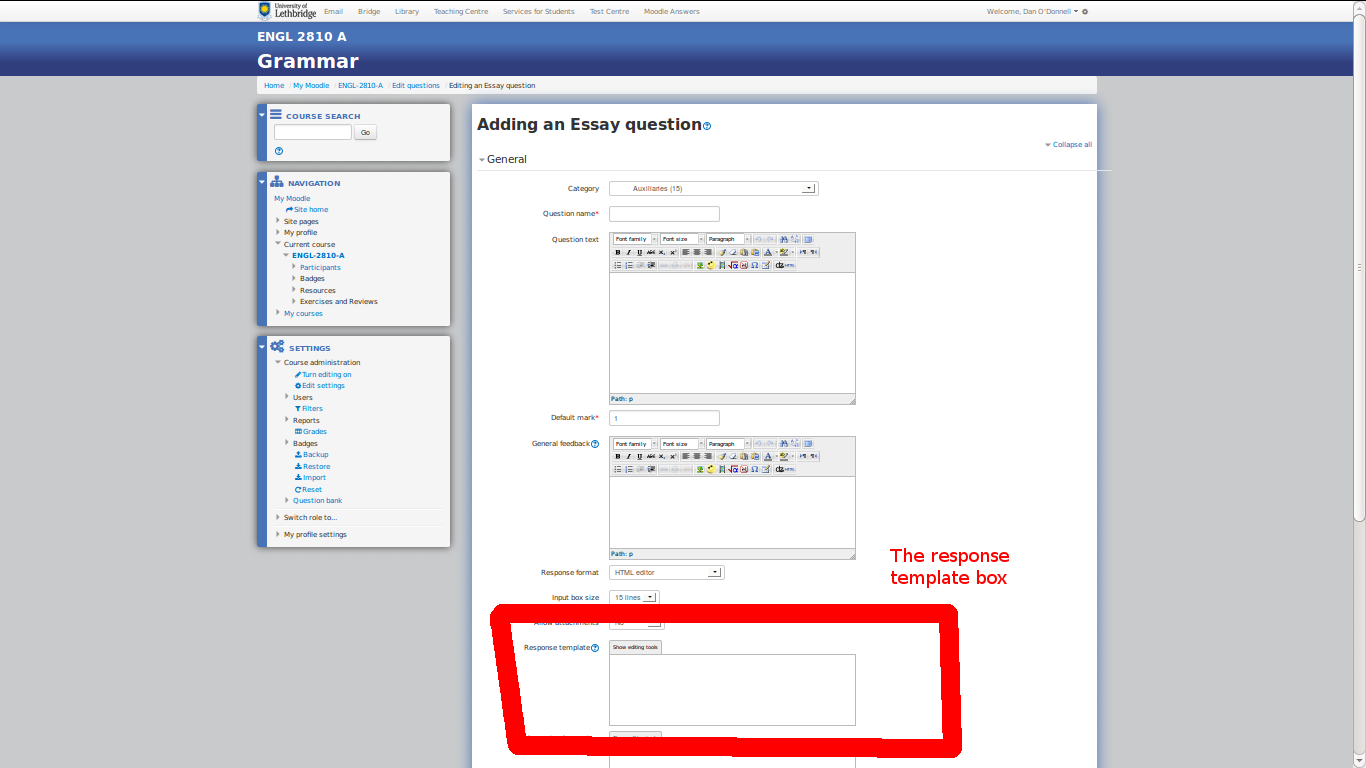 University of
Lethbridge
Email Bridge Library Teaching Centre Services for Students Test Centre Moodle Answers
Welcome, Dan O'Donnell
ENGL 2810 A
Grammar
Home / My Moodle / ENGL-2810-A / Edit questions / Editing an Essay question
COURSE SEARCH
Go
NAVIGATION
My Moodle
Site home
Site pages
My profile
Current course
ENGL-2810-A
Participants
Badges
Resources
Exercises and Reviews
My courses
SETTINGS
Course administration
Turn editing on
Edit settings
Users
Filters
Reports
Grades
Badges
Backup
Restore
Import
Reset
Question bank
Switch role to...
My profile settings
Adding an Essay question
Collapse all
General
Category Auxiliaries (15)
Question name*
Question text
Font family Font size Paragraph
B I U ABC
HTML
Path: p
Default mark* 1
General feedback
Font family Font size Paragraph
B I U ABC
HTML
Path: p
Response format HTML editor
Input box size 15 lines
Response template Show editing tools
The response
template box